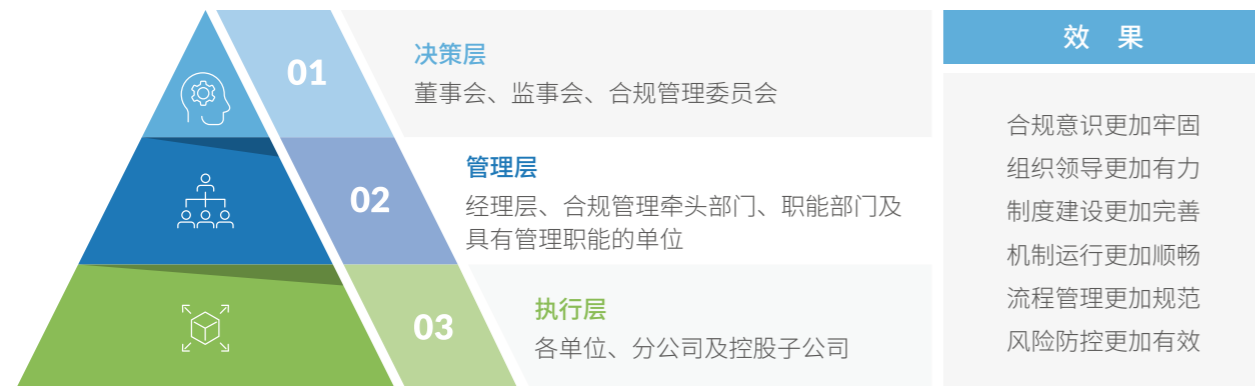 01
决策层
董事会、监事会、合规管理委员会
02
管理层
经理层、合规管理牵头部门、职能部门及
具有管理职能的单位
03
执行层
各单位、分公司及控股子公司
效 果
合规意识更加牢固
组织领导更加有力
制度建设更加完善
机制运行更加顺畅
流程管理更加规范
风险防控更加有效